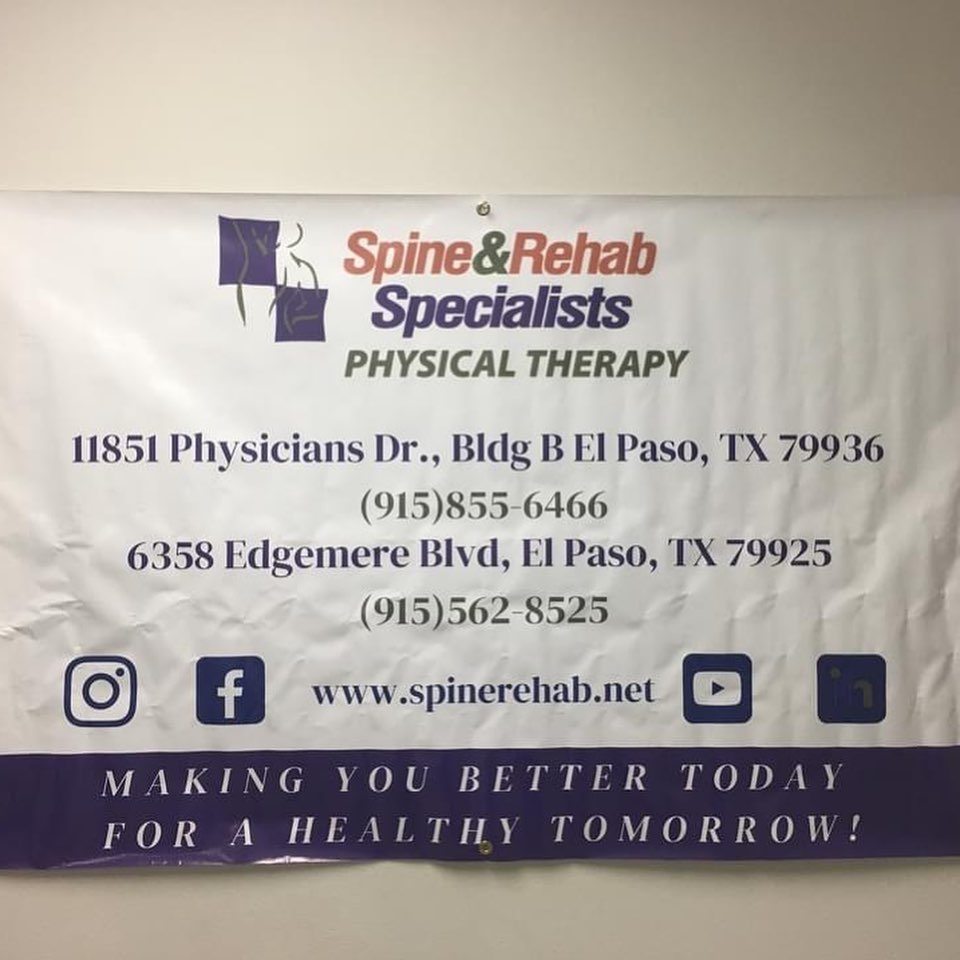 Spine&Rehab
Specialists
PHYSICAL THERAPY
11851 Physicians Dr., Bldg B El Paso, TX 79936
(915)855-6466
6358 Edgemere Blvd, El Paso, TX 79925
(915)562-8525
www.spinerehab.net
in
MAKING YOU BETTER TODAY
FOR A HEALTHY TOMORROW!